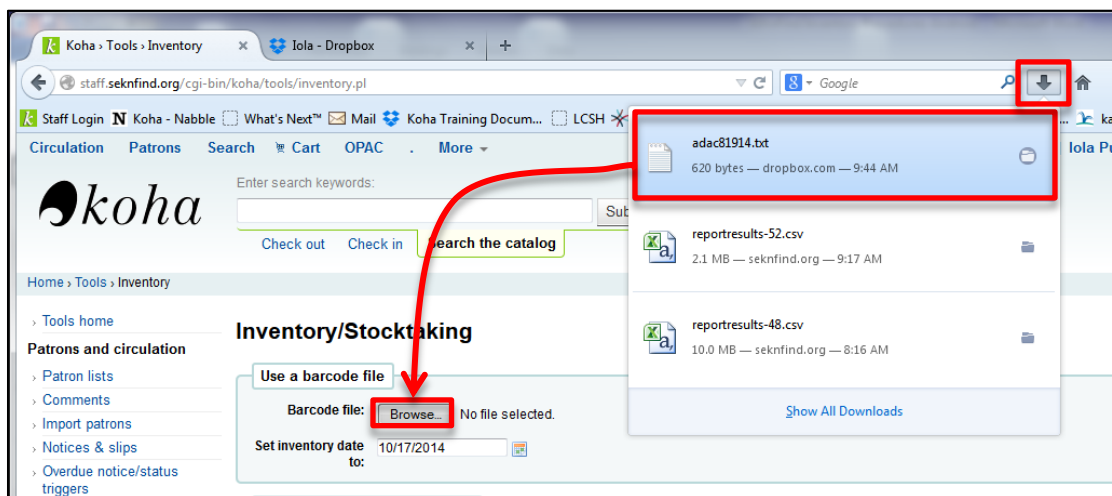 Koha › Tools › Inventory × Iola - Dropbox × +
staff.seknfind.org/cgi-bin/koha/tools/inventory.pl 8 - Google
Staff Login N Koha - Nabble What's Next™ Mail Koha Training Docum... LCSH
Circulation Patrons Search Cart OPAC . More
koha
Enter search keywords:
Check out Check in Search the catalog
adac81914.txt
620 bytes — dropbox.com — 9:44 AM
reportresults-52.csv
2.1 MB — seknfind.org — 9:17 AM
reportresults-48.csv
10.0 MB — seknfind.org — 8:16 AM
Show All Downloads
Home › Tools › Inventory
› Tools home
Patrons and circulation
› Patron lists
› Comments
› Import patrons
› Notices & slips
› Overdue notice/status
triggers
Inventory/Stocktaking
Use a barcode file
Barcode file: Browse... No file selected.
Set inventory date
to: 10/17/2014